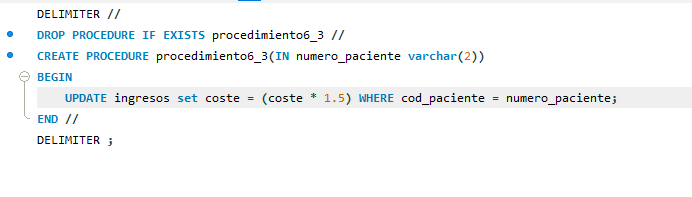 DELIMITER //
DROP PROCEDURE IF EXISTS procedimiento6_3 //
CREATE PROCEDURE procedimiento6_3(IN numero_paciente varchar(2))
BEGIN
UPDATE ingresos set coste = (coste * 1.5) WHERE cod_paciente = numero_paciente;
END //
DELIMITER ;